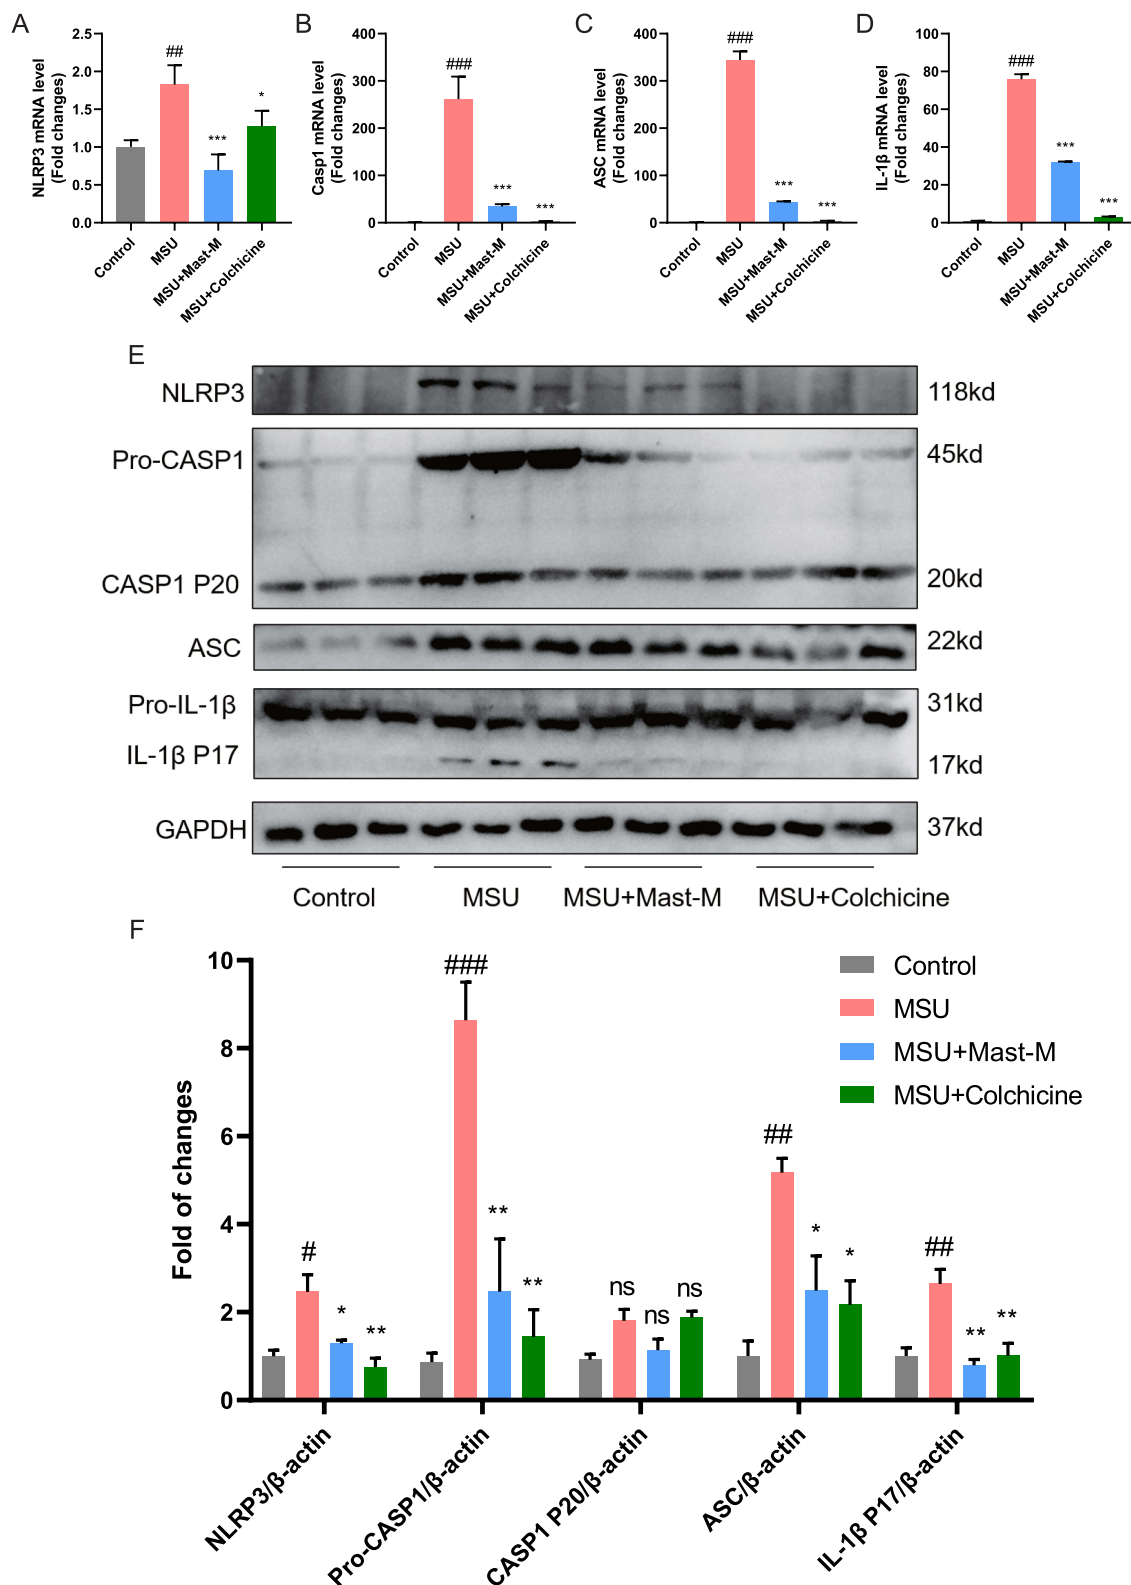 A
NLRP3 mRNA level
(Fold changes)
2.5
2.0
1.5
1.0
0.5
0.0
##
***
*
Control
MSU
MSU+Mast-M
MSU+Colchicine
B
Casp1 mRNA level
(Fold changes)
400
300
200
100
0
###
***
***
Control
MSU
MSU+Mast-M
MSU+Colchicine
C
ASC mRNA level
(Fold changes)
400
300
200
100
0
###
***
***
Control
MSU
MSU+Mast-M
MSU+Colchicine
D
IL-1β mRNA level
(Fold changes)
100
80
60
40
20
0
###
***
***
Control
MSU
MSU+Mast-M
MSU+Colchicine
E
NLRP3 118kd
Pro-CASP1 45kd
CASP1 P20 20kd
ASC 22kd
Pro-IL-1β 31kd
IL-1β P17 17kd
GAPDH 37kd
Control MSU MSU+Mast-M MSU+Colchicine
F
Fold of changes
10
8
6
4
2
0
Control
MSU
MSU+Mast-M
MSU+Colchicine
# * **
### ** **
ns ns ns
## * *
## ** **
NLRP3/β-actin
Pro-CASP1/β-actin
CASP1 P20/β-actin
ASC/β-actin
IL-1β P17/β-actin